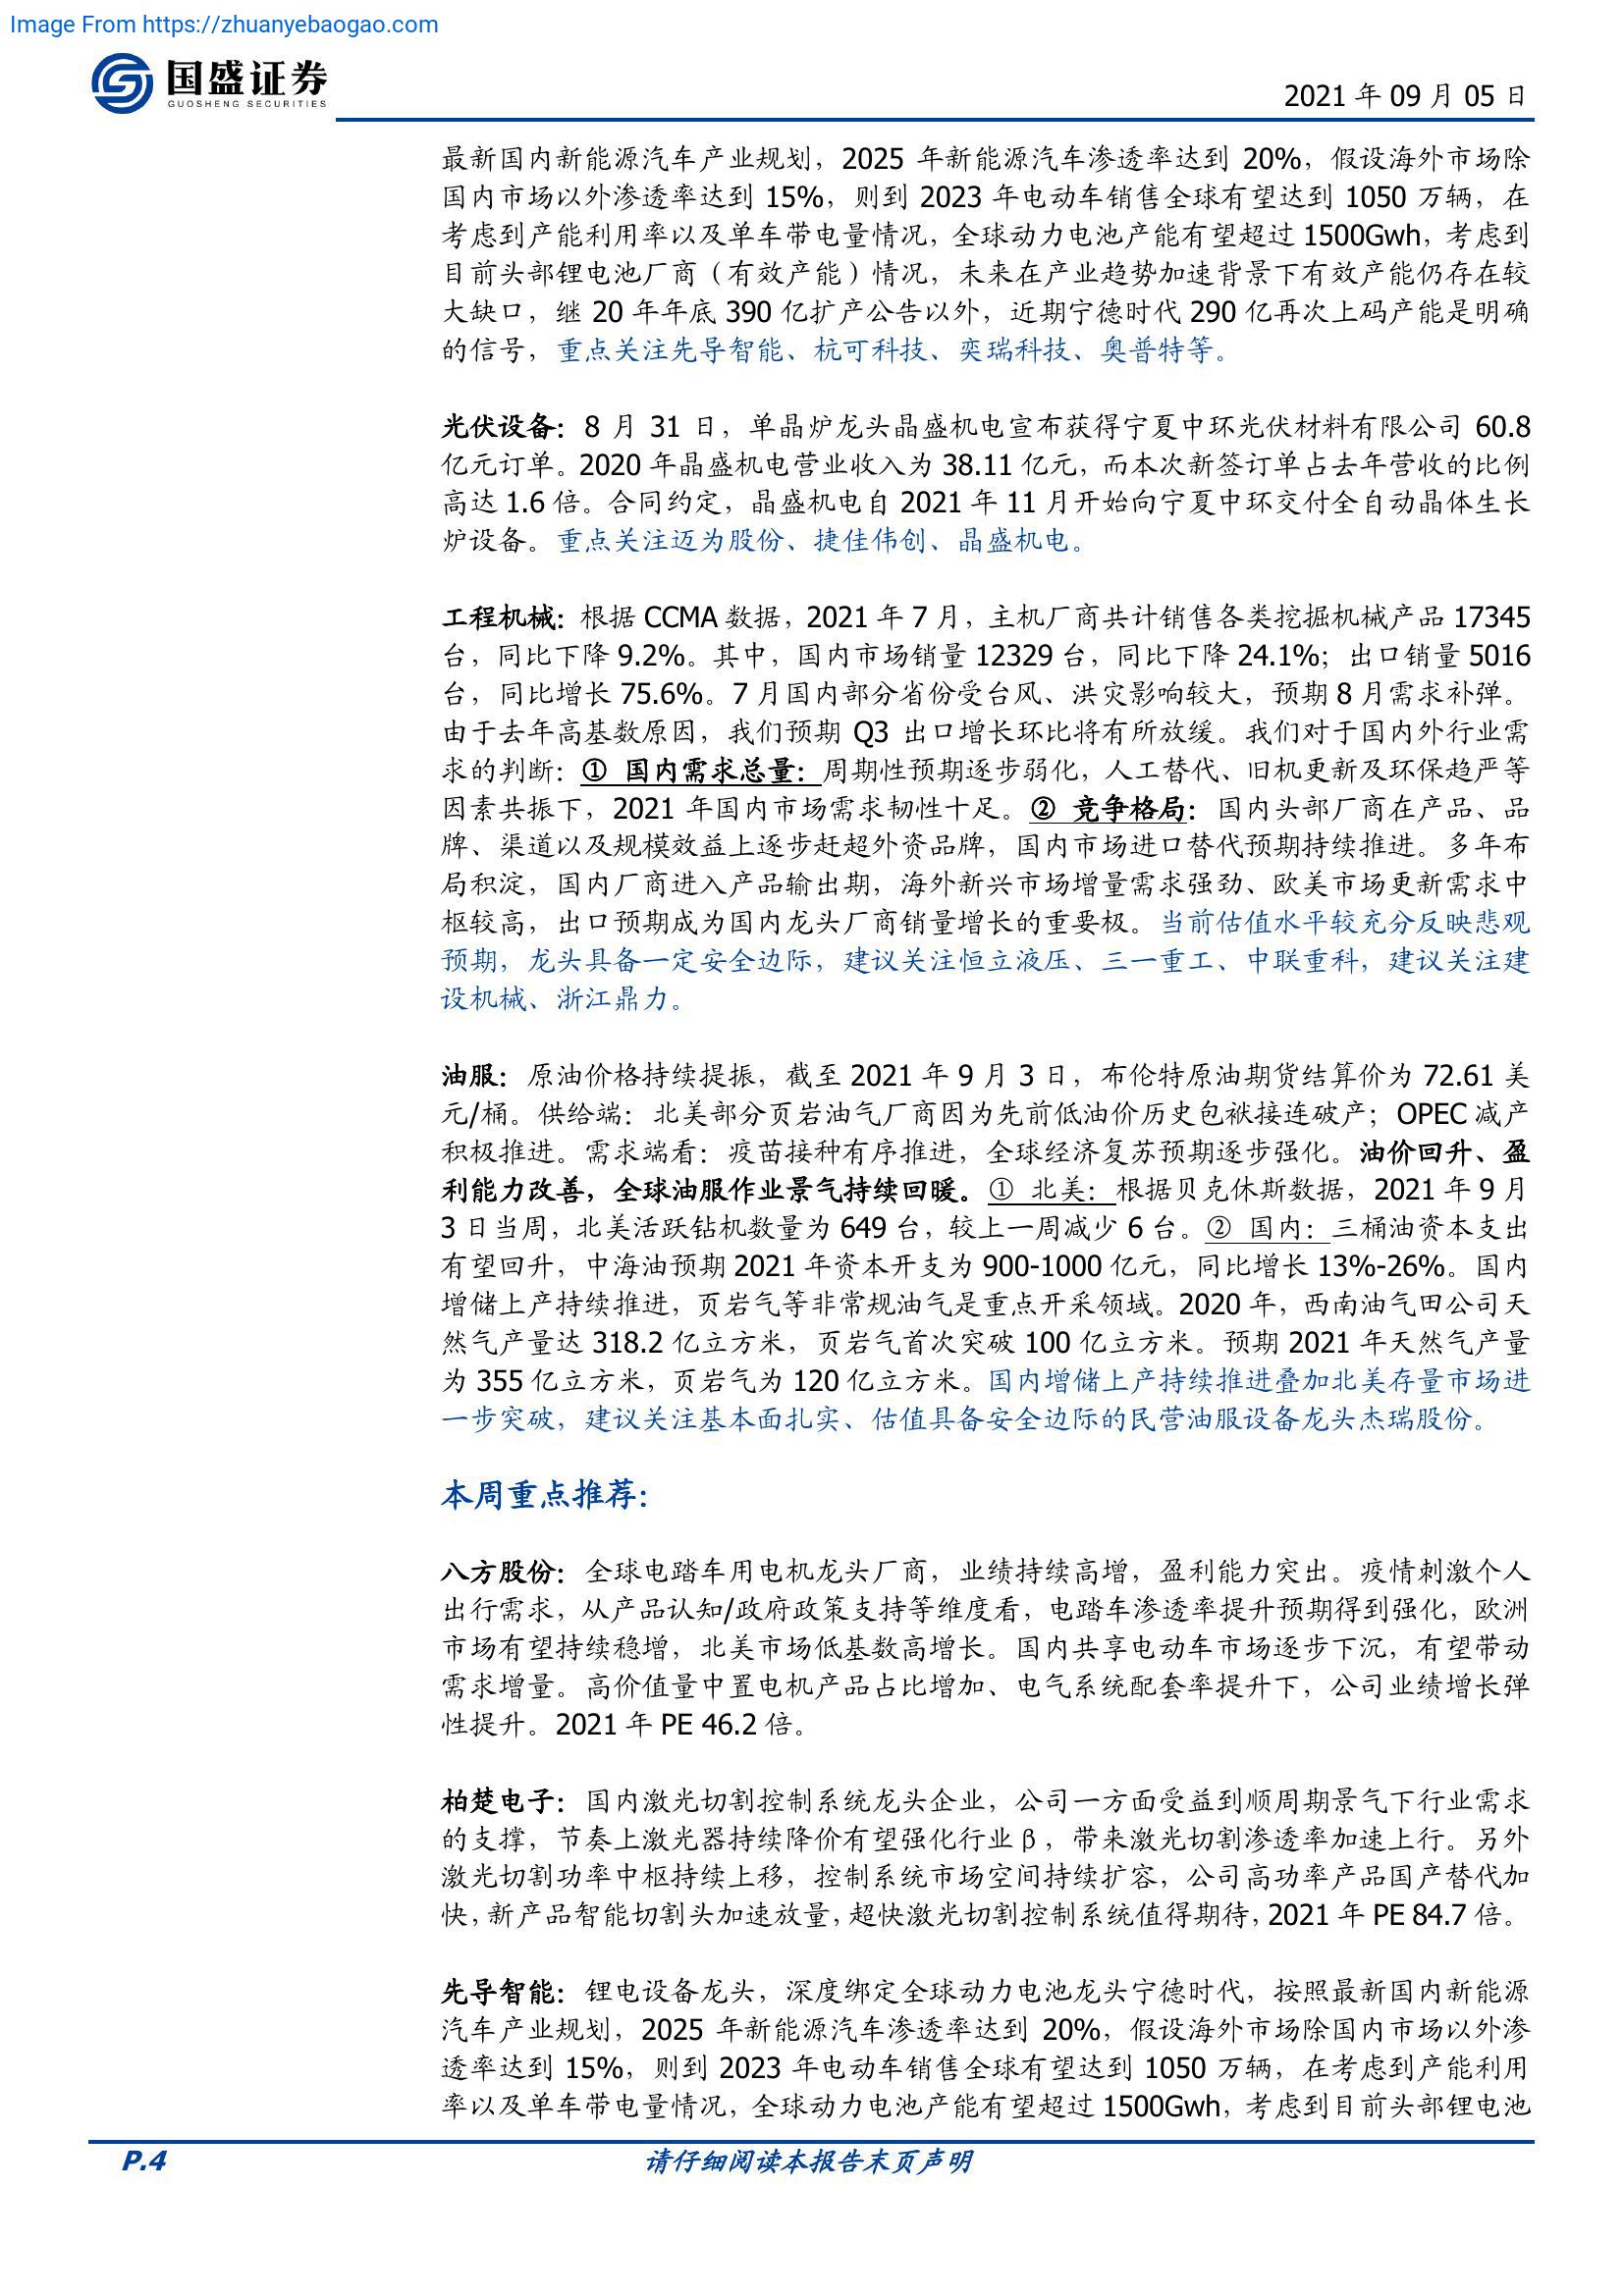 Image From https://zhuanyebaogao.com
国盛证券
GUOSHENG SECURITIES
2021 年 09 月 05 日
最新国内新能源汽车产业规划，2025 年新能源汽车渗透率达到 20%，假设海外市场除
国内市场以外渗透率达到 15%，则到 2023 年电动车销售全球有望达到 1050 万辆，在
考虑到产能利用率以及单车带电量情况，全球动力电池产能有望超过 1500Gwh，考虑到
目前头部锂电池厂商（有效产能）情况，未来在产业趋势加速背景下有效产能仍存在较
大缺口，继 20 年年底 390 亿扩产公告以外，近期宁德时代 290 亿再次上码产能是明确
的信号，重点关注先导智能、杭可科技、奕瑞科技、奥普特等。
光伏设备：8 月 31 日，单晶炉龙头晶盛机电宣布获得宁夏中环光伏材料有限公司 60.8
亿元订单。2020 年晶盛机电营业收入为 38.11 亿元，而本次新签订单占去年营收的比例
高达 1.6 倍。合同约定，晶盛机电自 2021 年 11 月开始向宁夏中环交付全自动晶体生长
炉设备。重点关注迈为股份、捷佳伟创、晶盛机电。
工程机械：根据 CCMA 数据，2021 年 7 月，主机厂商共计销售各类挖掘机械产品 17345
台，同比下降 9.2%。其中，国内市场销量 12329 台，同比下降 24.1%；出口销量 5016
台，同比增长 75.6%。7 月国内部分省份受台风、洪灾影响较大，预期 8 月需求补弹。
由于去年高基数原因，我们预期 Q3 出口增长环比将有所放缓。我们对于国内外行业需
求的判断：① 国内需求总量：周期性预期逐步弱化，人工替代、旧机更新及环保趋严等
因素共振下，2021 年国内市场需求韧性十足。② 竞争格局：国内头部厂商在产品、品
牌、渠道以及规模效益上逐步赶超外资品牌，国内市场进口替代预期持续推进。多年布
局积淀，国内厂商进入产品输出期，海外新兴市场增量需求强劲、欧美市场更新需求中
枢较高，出口预期成为国内龙头厂商销量增长的重要极。当前估值水平较充分反映悲观
预期，龙头具备一定安全边际，建议关注恒立液压、三一重工、中联重科，建议关注建
设机械、浙江鼎力。
油服：原油价格持续提振，截至 2021 年 9 月 3 日，布伦特原油期货结算价为 72.61 美
元/桶。供给端：北美部分页岩油气厂商因为先前低油价历史包袱接连破产；OPEC 减产
积极推进。需求端看：疫苗接种有序推进，全球经济复苏预期逐步强化。油价回升、盈
利能力改善，全球油服作业景气持续回暖。① 北美：根据贝克休斯数据，2021 年 9 月
3 日当周，北美活跃钻机数量为 649 台，较上一周减少 6 台。② 国内：三桶油资本支出
有望回升，中海油预期 2021 年资本开支为 900-1000 亿元，同比增长 13%-26%。国内
增储上产持续推进，页岩气等非常规油气是重点开采领域。2020 年，西南油气田公司天
然气产量达 318.2 亿立方米，页岩气首次突破 100 亿立方米。预期 2021 年天然气产量
为 355 亿立方米，页岩气为 120 亿立方米。国内增储上产持续推进叠加北美存量市场进
一步突破，建议关注基本面扎实、估值具备安全边际的民营油服设备龙头杰瑞股份。
本周重点推荐：
八方股份：全球电踏车用电机龙头厂商，业绩持续高增，盈利能力突出。疫情刺激个人
出行需求，从产品认知/政府政策支持等维度看，电踏车渗透率提升预期得到强化，欧洲
市场有望持续稳增，北美市场低基数高增长。国内共享电动车市场逐步下沉，有望带动
需求增量。高价值量中置电机产品占比增加、电气系统配套率提升下，公司业绩增长弹
性提升。2021 年 PE 46.2 倍。
柏楚电子：国内激光切割控制系统龙头企业，公司一方面受益到顺周期景气下行业需求
的支撑，节奏上激光器持续降价有望强化行业β，带来激光切割渗透率加速上行。另外
激光切割功率中枢持续上移，控制系统市场空间持续扩容，公司高功率产品国产替代加
快，新产品智能切割头加速放量，超快激光切割控制系统值得期待，2021 年 PE 84.7 倍。
先导智能：锂电设备龙头，深度绑定全球动力电池龙头宁德时代，按照最新国内新能源
汽车产业规划，2025 年新能源汽车渗透率达到 20%，假设海外市场除国内市场以外渗
透率达到 15%，则到 2023 年电动车销售全球有望达到 1050 万辆，在考虑到产能利用
率以及单车带电量情况，全球动力电池产能有望超过 1500Gwh，考虑到目前头部锂电池
P.4
请仔细阅读本报告末页声明